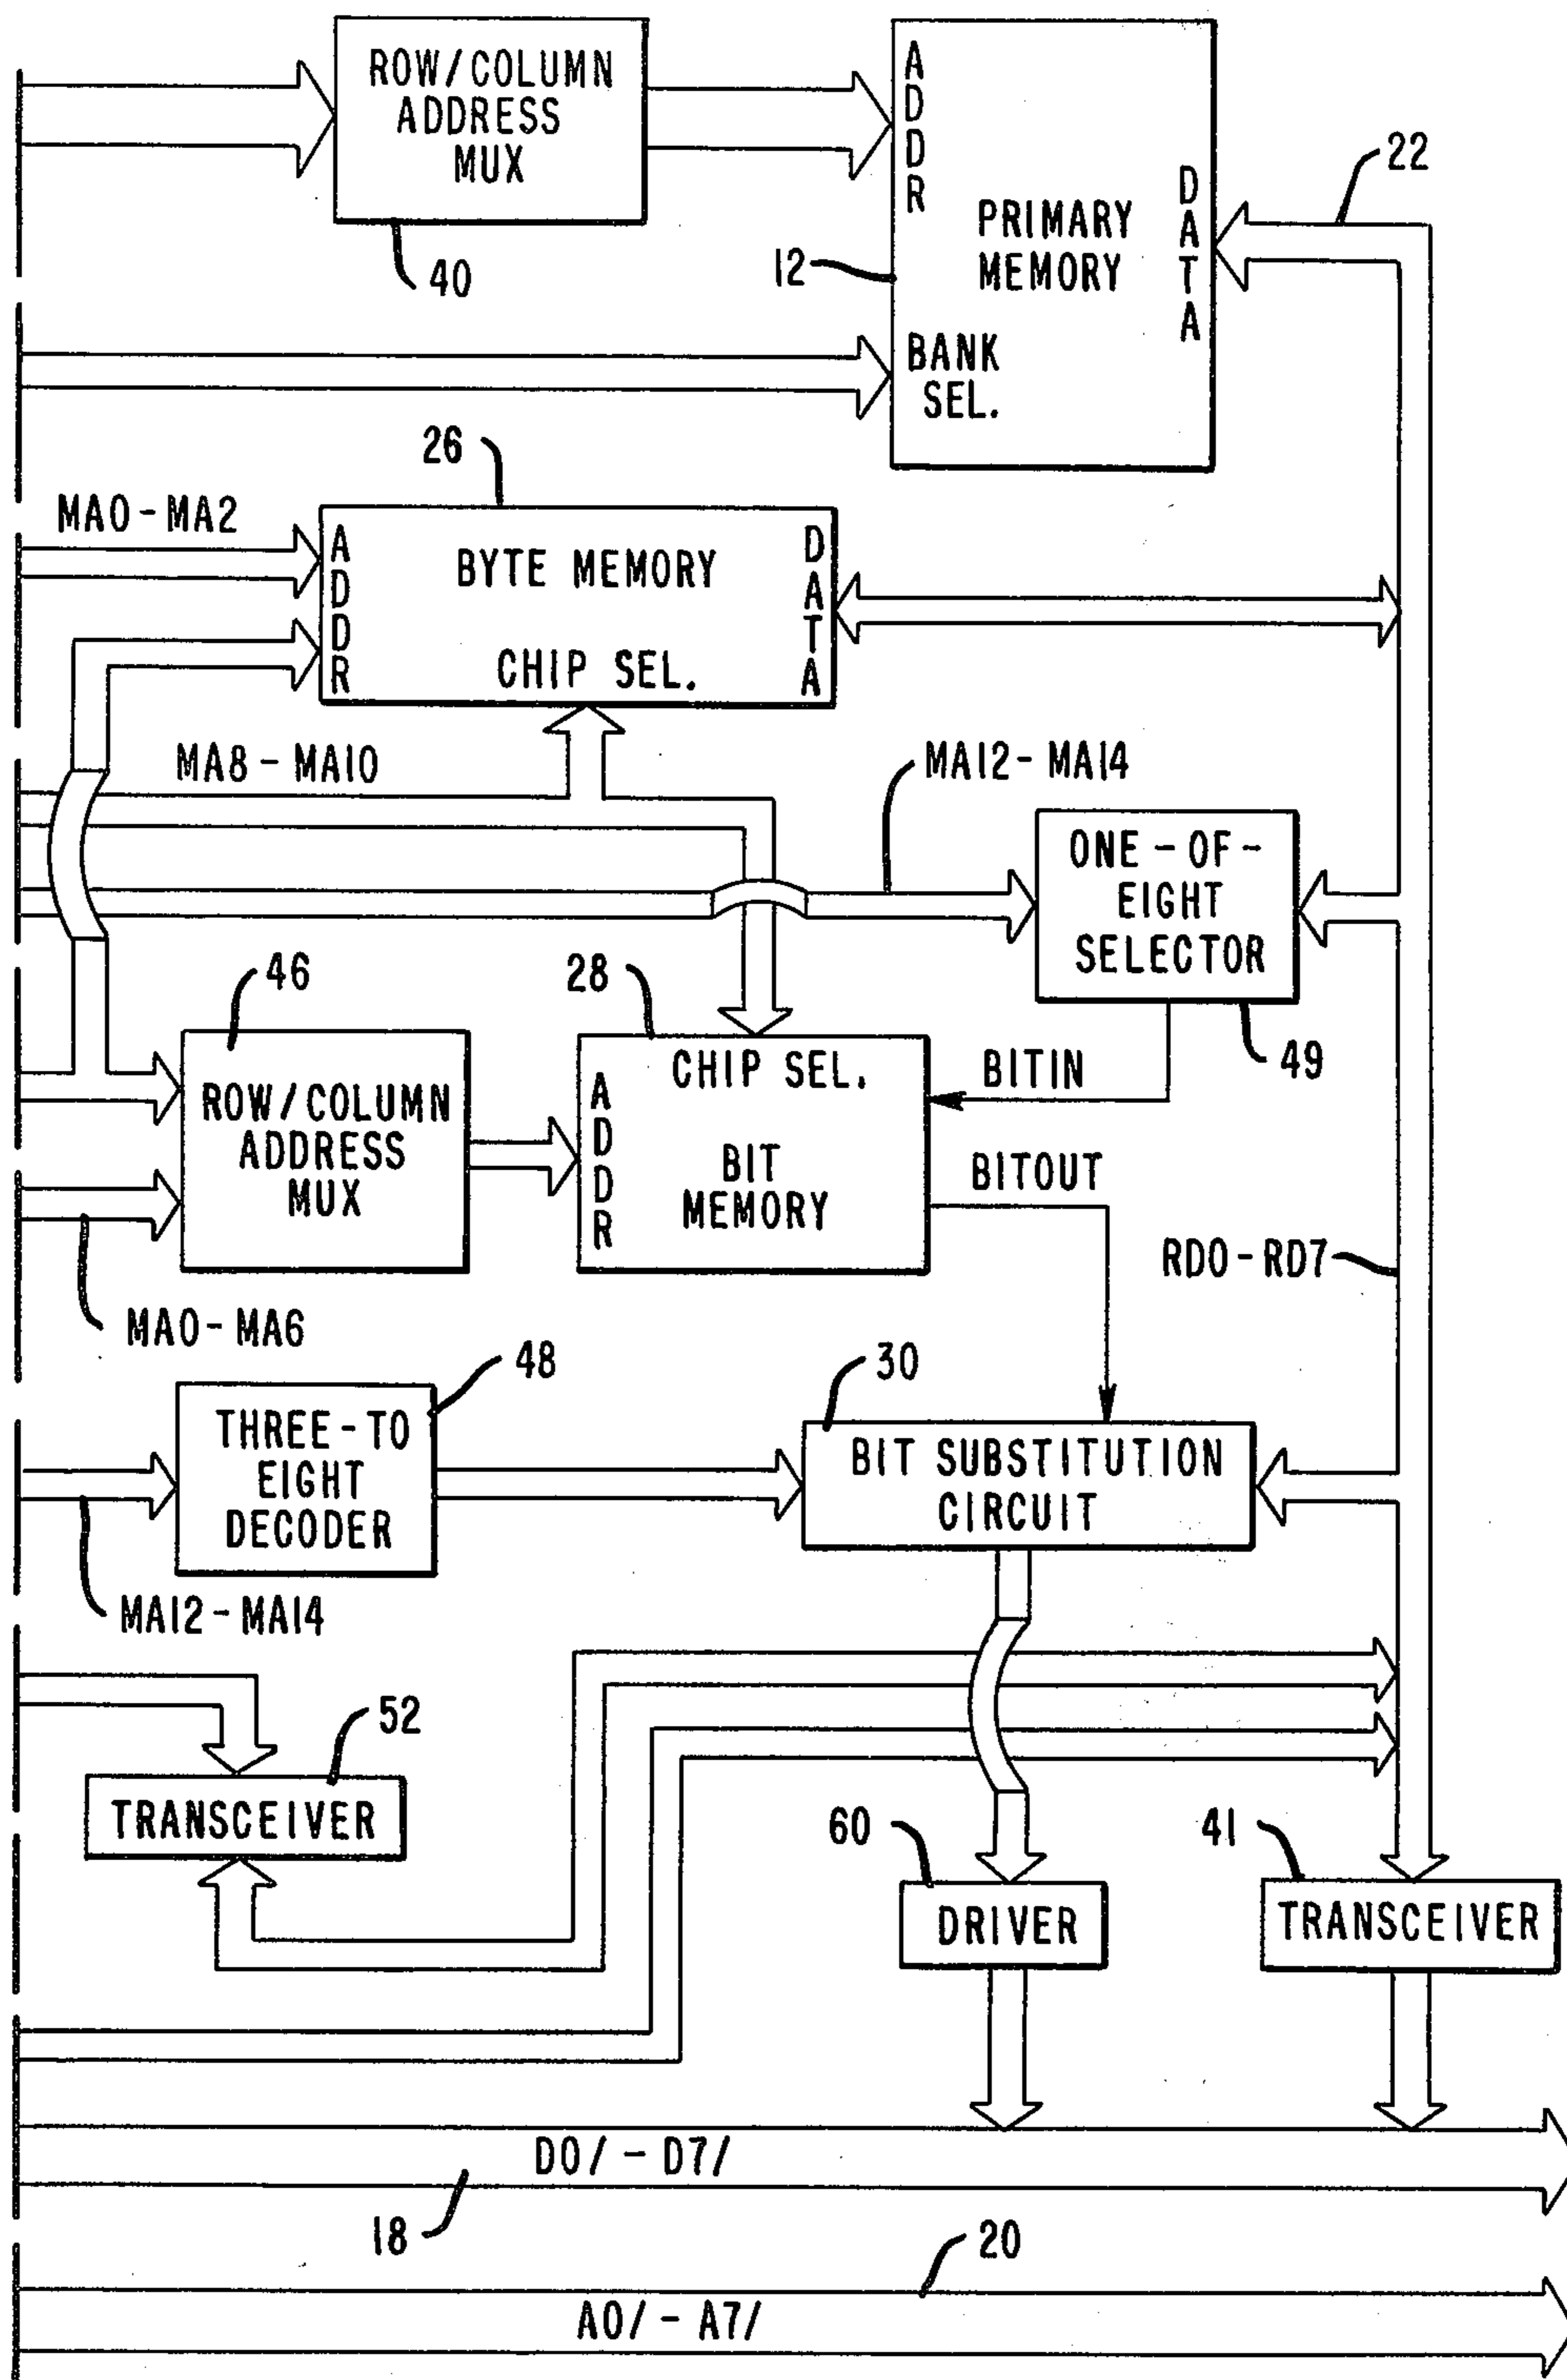 ROW/COLUMN
ADDRESS
MUX
40
ADDR
PRIMARY
MEMORY
DATA
BANK
SEL.
12
22
26
MA0-MA2
ADDR
BYTE MEMORY
CHIP SEL.
DATA
MA8-MA10
MA12-MA14
ONE-OF-
EIGHT
SELECTOR
49
46
ROW/COLUMN
ADDRESS
MUX
28
CHIP SEL.
ADDR
BIT
MEMORY
BITIN
BITOUT
RD0-RD7
MA0-MA6
48
THREE-TO
EIGHT
DECODER
30
BIT SUBSTITUTION
CIRCUIT
MA12-MA14
52
TRANSCEIVER
60
DRIVER
41
TRANSCEIVER
D0/-D7/
18
20
A0/-A7/